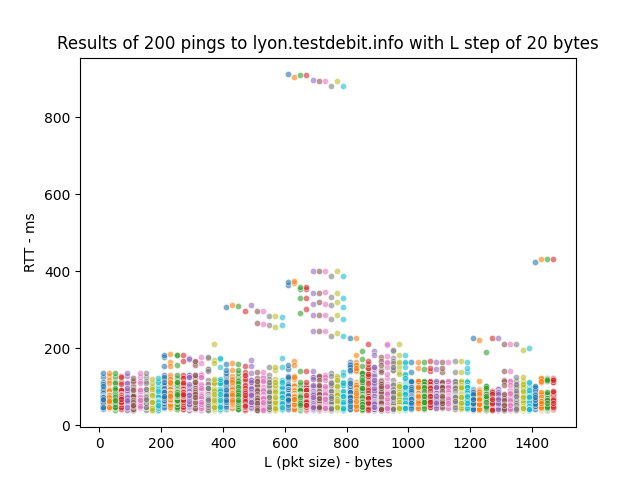 Results of 200 pings to lyon.testdebit.info with L step of 20 bytes
RTT - ms
800
600
400
200
0
0 200 400 600 800 1000 1200 1400
L (pkt size) - bytes